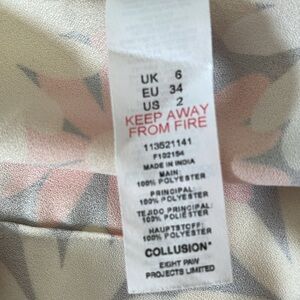 UK 6
EU 34
US 2
KEEP AWAY
FROM FIRE
113521141
F102154
MADE IN INDIA
MAIN:
100% POLYESTER
PRINCIPAL:
100% POLYESTER
TEJIDO PRINCIPAL:
100% POLIÉSTER
HAUPTSTOFF:
100% POLYESTER
COLLUSION*
EIGHT PAW
PROJECTS LIMITED